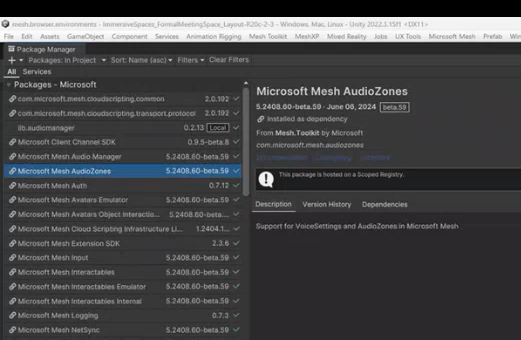 mesh.browser.environments - ImmersiveSpaces_FormalMeetingSpace_Layout-R20c-2-3 - Windows, Mac, Linux - Unity 2022.3.15f1 <DX11>
File Edit Assets GameObject Component Services Animation Rigging Mesh Toolkit MeshXP Mixed Reality Jobs UX Tools Microsoft Mesh Prefab Win
Package Manager
+ Packages: In Project Sort: Name (asc) Filters Clear Filters
All Services
Packages - Microsoft
com.microsoft.mesh.cloudscripting.common 2.0.192
com.microsoft.mesh.cloudscripting.transport.protocol 2.0.192
lib.audiomanager 0.2.13 Local
Microsoft Client Channel SDK 0.9.5-beta.8
Microsoft Mesh Audio Manager 5.2408.60-beta.59
Microsoft Mesh AudioZones 5.2408.60-beta.59
Microsoft Mesh Auth 0.7.12
Microsoft Mesh Avatars Emulator 5.2408.60-beta.59
Microsoft Mesh Avatars Object Interactio... 5.2408.60-beta....
Microsoft Mesh Cloud Scripting Infrastructure Li... 1.2404.1...
Microsoft Mesh Extension SDK 2.3.6
Microsoft Mesh Input 5.2408.60-beta.59
Microsoft Mesh Interactables 5.2408.60-beta.59
Microsoft Mesh Interactables Emulator 5.2408.60-beta.59
Microsoft Mesh Interactables Internal 5.2408.60-beta.59
Microsoft Mesh Logging 0.7.3
Microsoft Mesh NetSync 5.2408.60-beta.59
Microsoft Mesh AudioZones
5.2408.60-beta.59 · June 06, 2024 beta.59
Installed as dependency
From Mesh.Toolkit by Microsoft
com.microsoft.mesh.audiozones
Documentation Changelog Licenses
This package is hosted on a Scoped Registry.
Description Version History Dependencies
Support for VoiceSettings and AudioZones in Microsoft Mesh